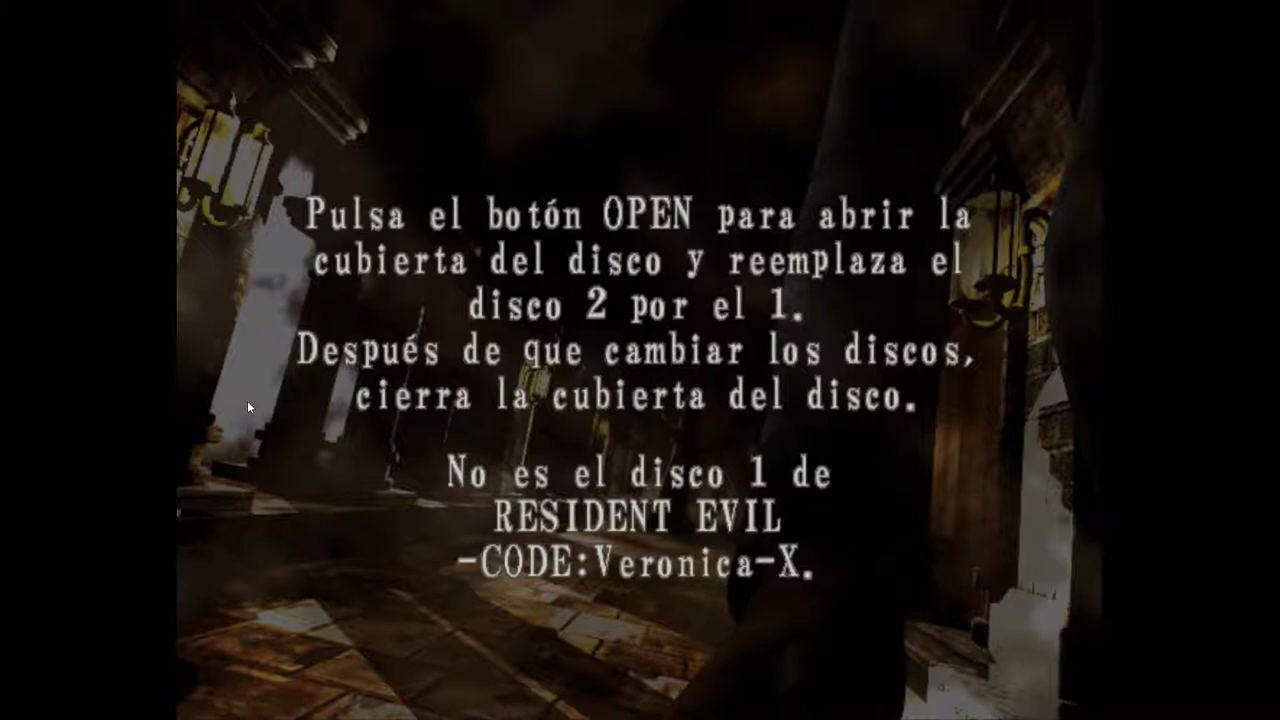 Pulsa el botón OPEN para abrir la
cubierta del disco y reemplaza el
disco 2 por el 1.
Después de que cambiar los discos,
cierra la cubierta del disco.
No es el disco 1 de
RESIDENT EVIL
-CODE:Veronica-X.